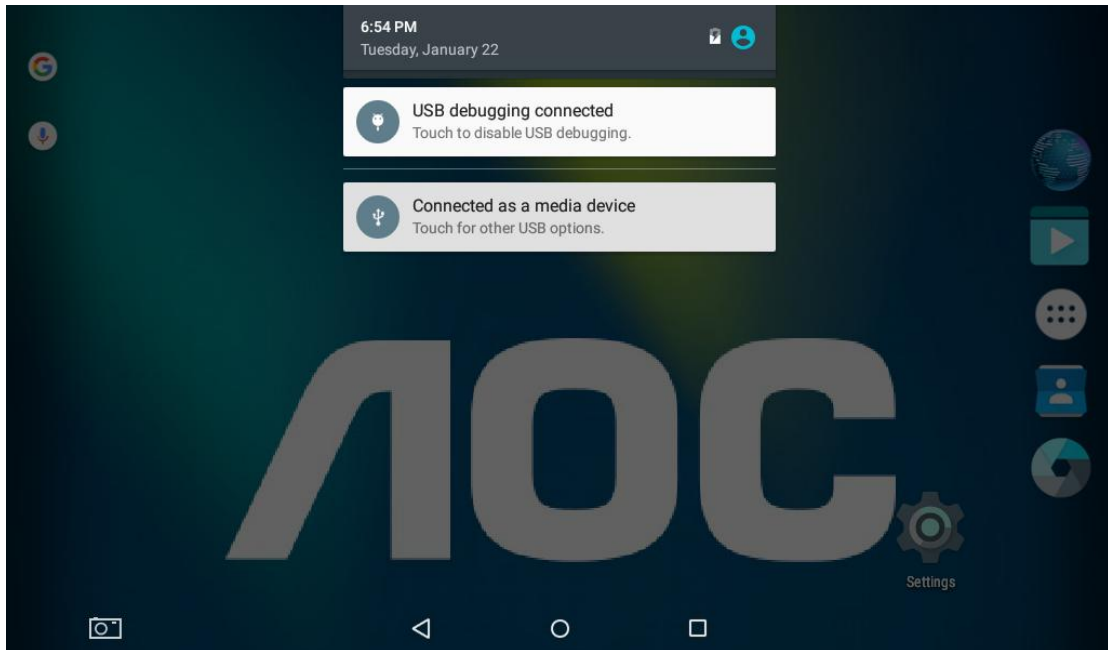 6:54 PM
Tuesday, January 22
USB debugging connected
Touch to disable USB debugging.
Connected as a media device
Touch for other USB options.
AOC
Settings